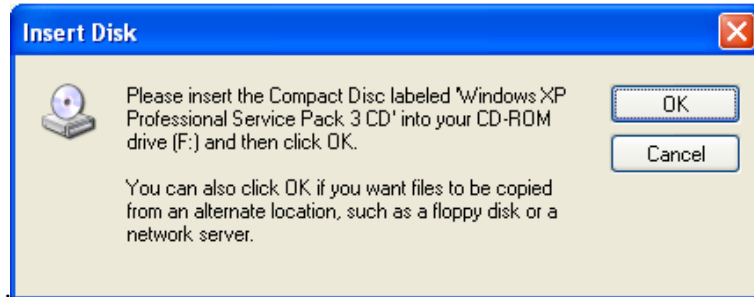 Insert Disk
Please insert the Compact Disc labeled 'Windows XP
Professional Service Pack 3 CD' into your CD-ROM
drive (F:) and then click OK.
You can also click OK if you want files to be copied
from an alternate location, such as a floppy disk or a
network server.
OK
Cancel